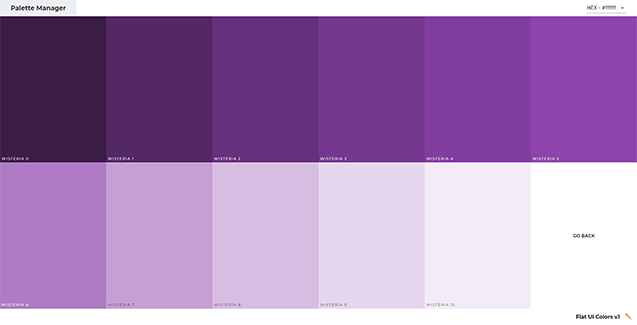 Palette Manager
HEX - #ffffff
WISTERIA 0
WISTERIA 1
WISTERIA 2
WISTERIA 3
WISTERIA 4
WISTERIA 5
GO BACK
WISTERIA 6
WISTERIA 7
WISTERIA 8
WISTERIA 9
WISTERIA 10
Flat UI Colors v1